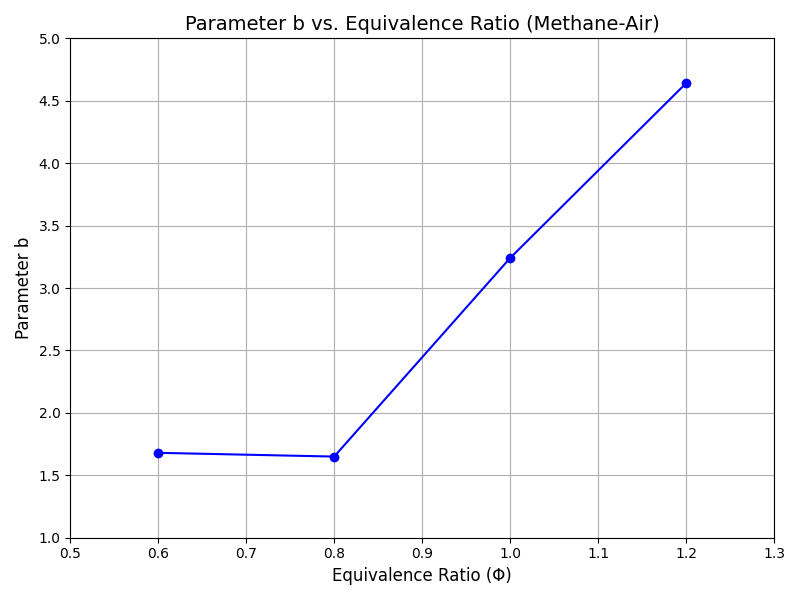 Parameter b vs. Equivalence Ratio (Methane-Air)
Parameter b
5.0
4.5
4.0
3.5
3.0
2.5
2.0
1.5
1.0
0.5 0.6 0.7 0.8 0.9 1.0 1.1 1.2 1.3
Equivalence Ratio (Φ)